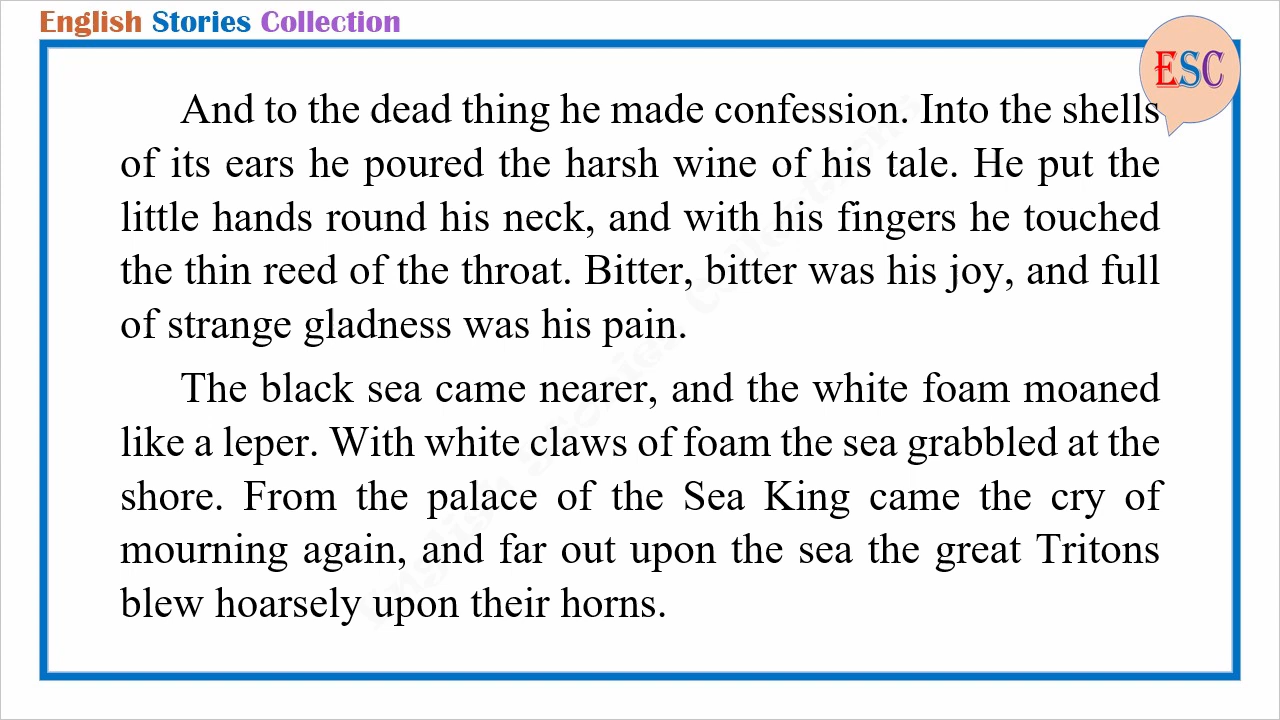 English Stories Collection
ESC
And to the dead thing he made confession. Into the shells
of its ears he poured the harsh wine of his tale. He put the
little hands round his neck, and with his fingers he touched
the thin reed of the throat. Bitter, bitter was his joy, and full
of strange gladness was his pain.
The black sea came nearer, and the white foam moaned
like a leper. With white claws of foam the sea grabbled at the
shore. From the palace of the Sea King came the cry of
mourning again, and far out upon the sea the great Tritons
blew hoarsely upon their horns.
English Stories Collections